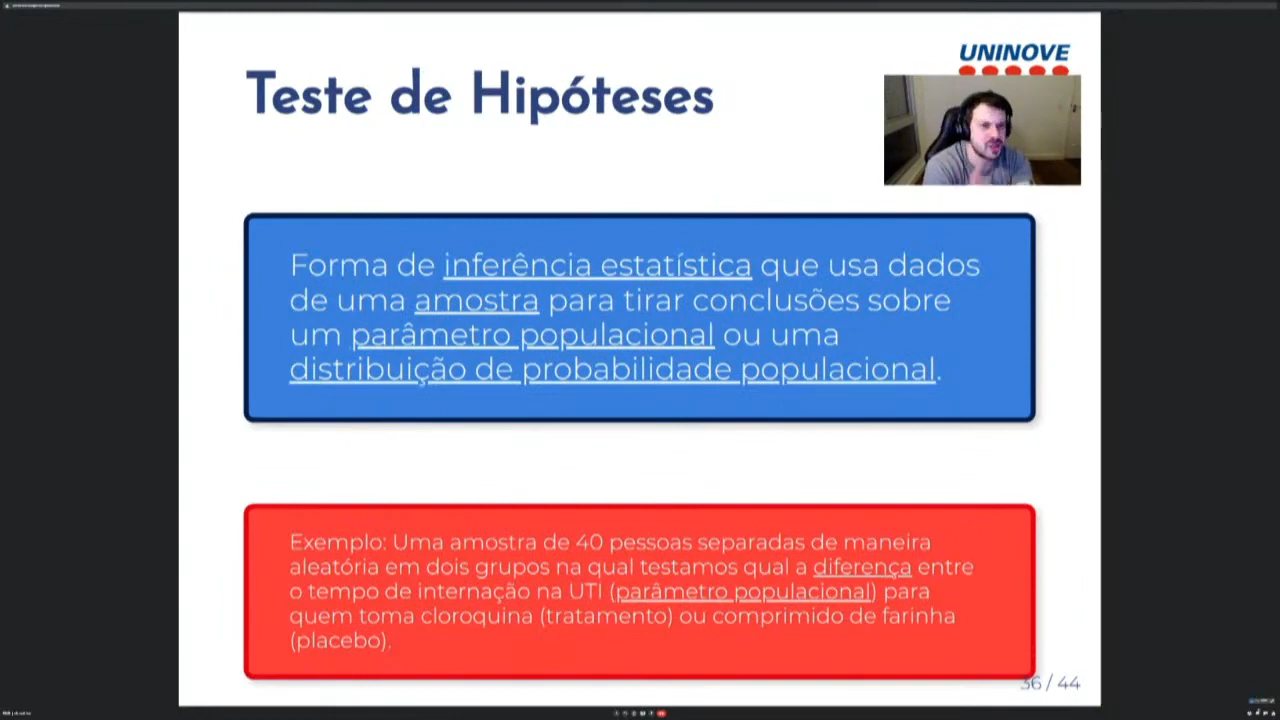 UNINOVE
Teste de Hipóteses
Forma de inferência estatística que usa dados
de uma amostra para tirar conclusões sobre
um parâmetro populacional ou uma
distribuição de probabilidade populacional.
Exemplo: Uma amostra de 40 pessoas separadas de maneira
aleatória em dois grupos na qual testamos qual a diferença entre
o tempo de internação na UTI (parâmetro populacional) para
quem toma cloroquina (tratamento) ou comprimido de farinha
(placebo).
36 / 44